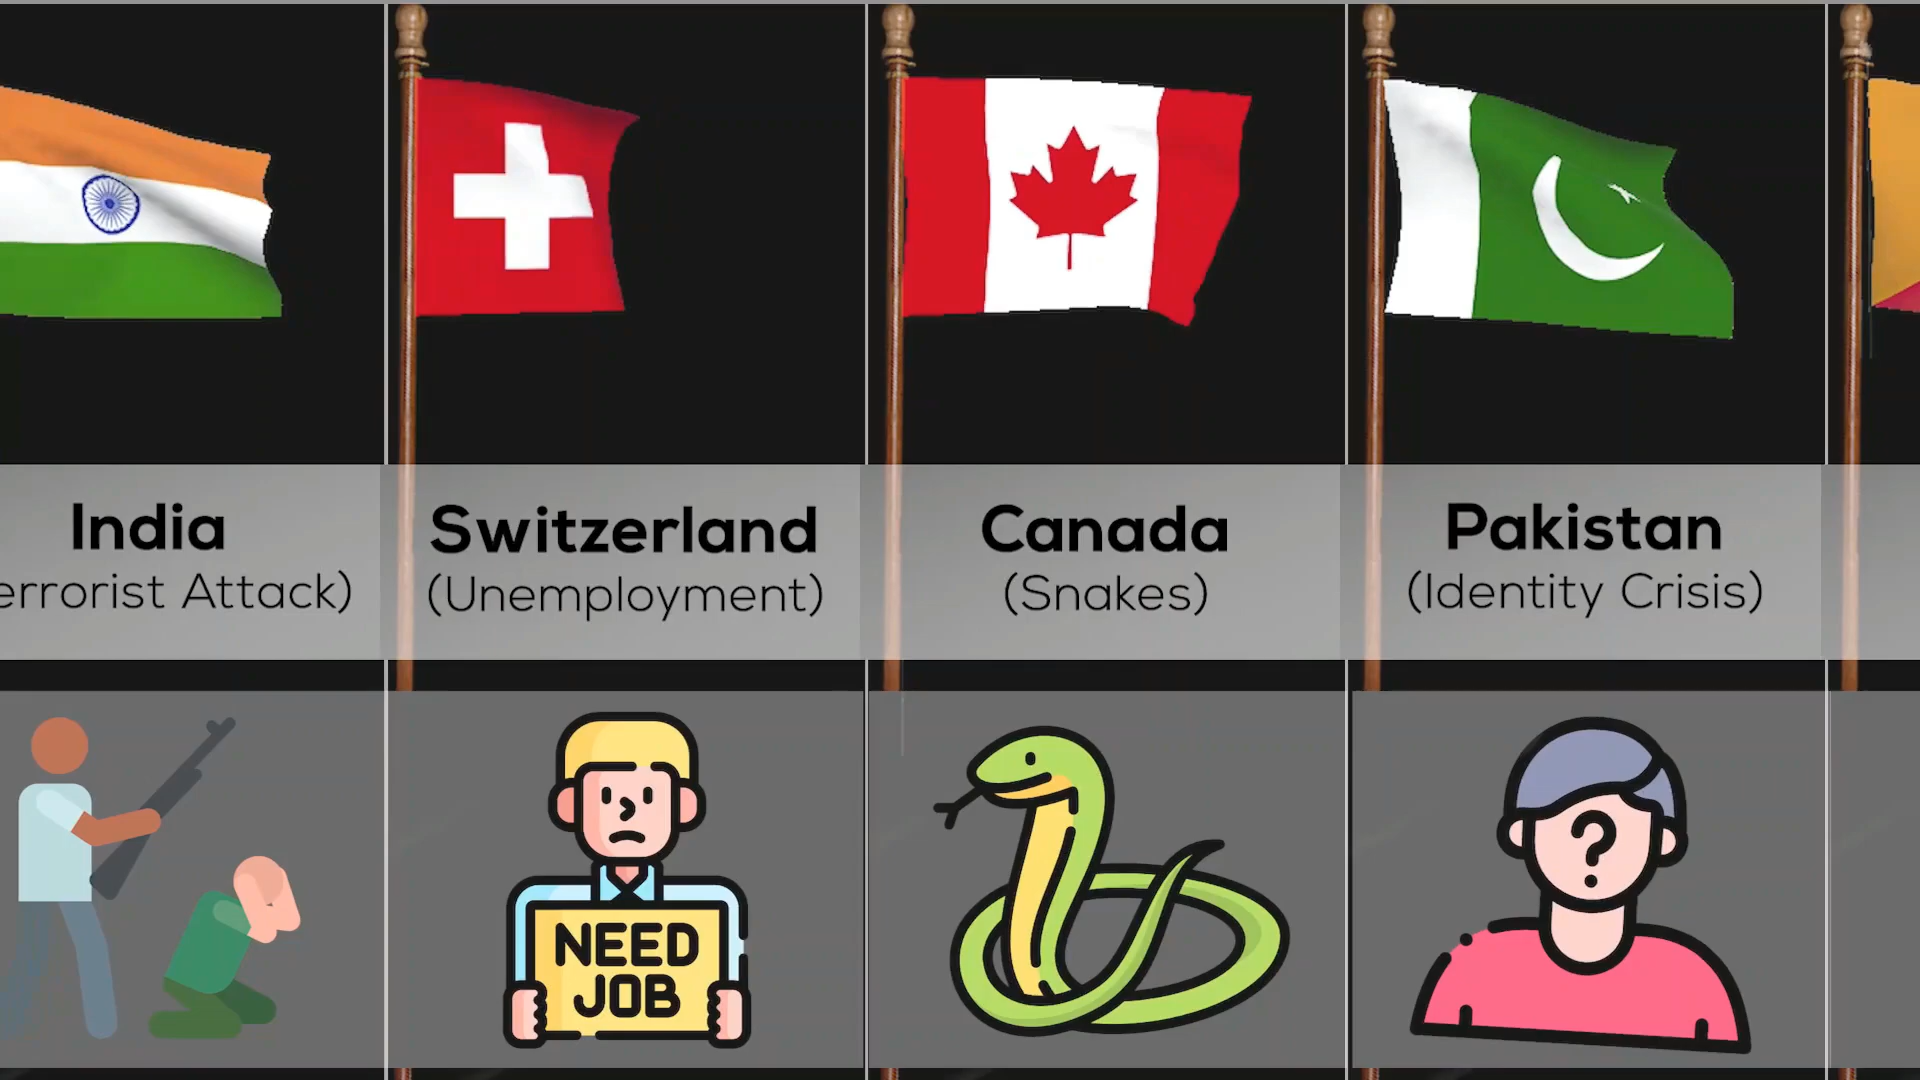 India
errorist Attack)
Switzerland
(Unemployment)
Canada
(Snakes)
Pakistan
(Identity Crisis)
NEED
JOB
?